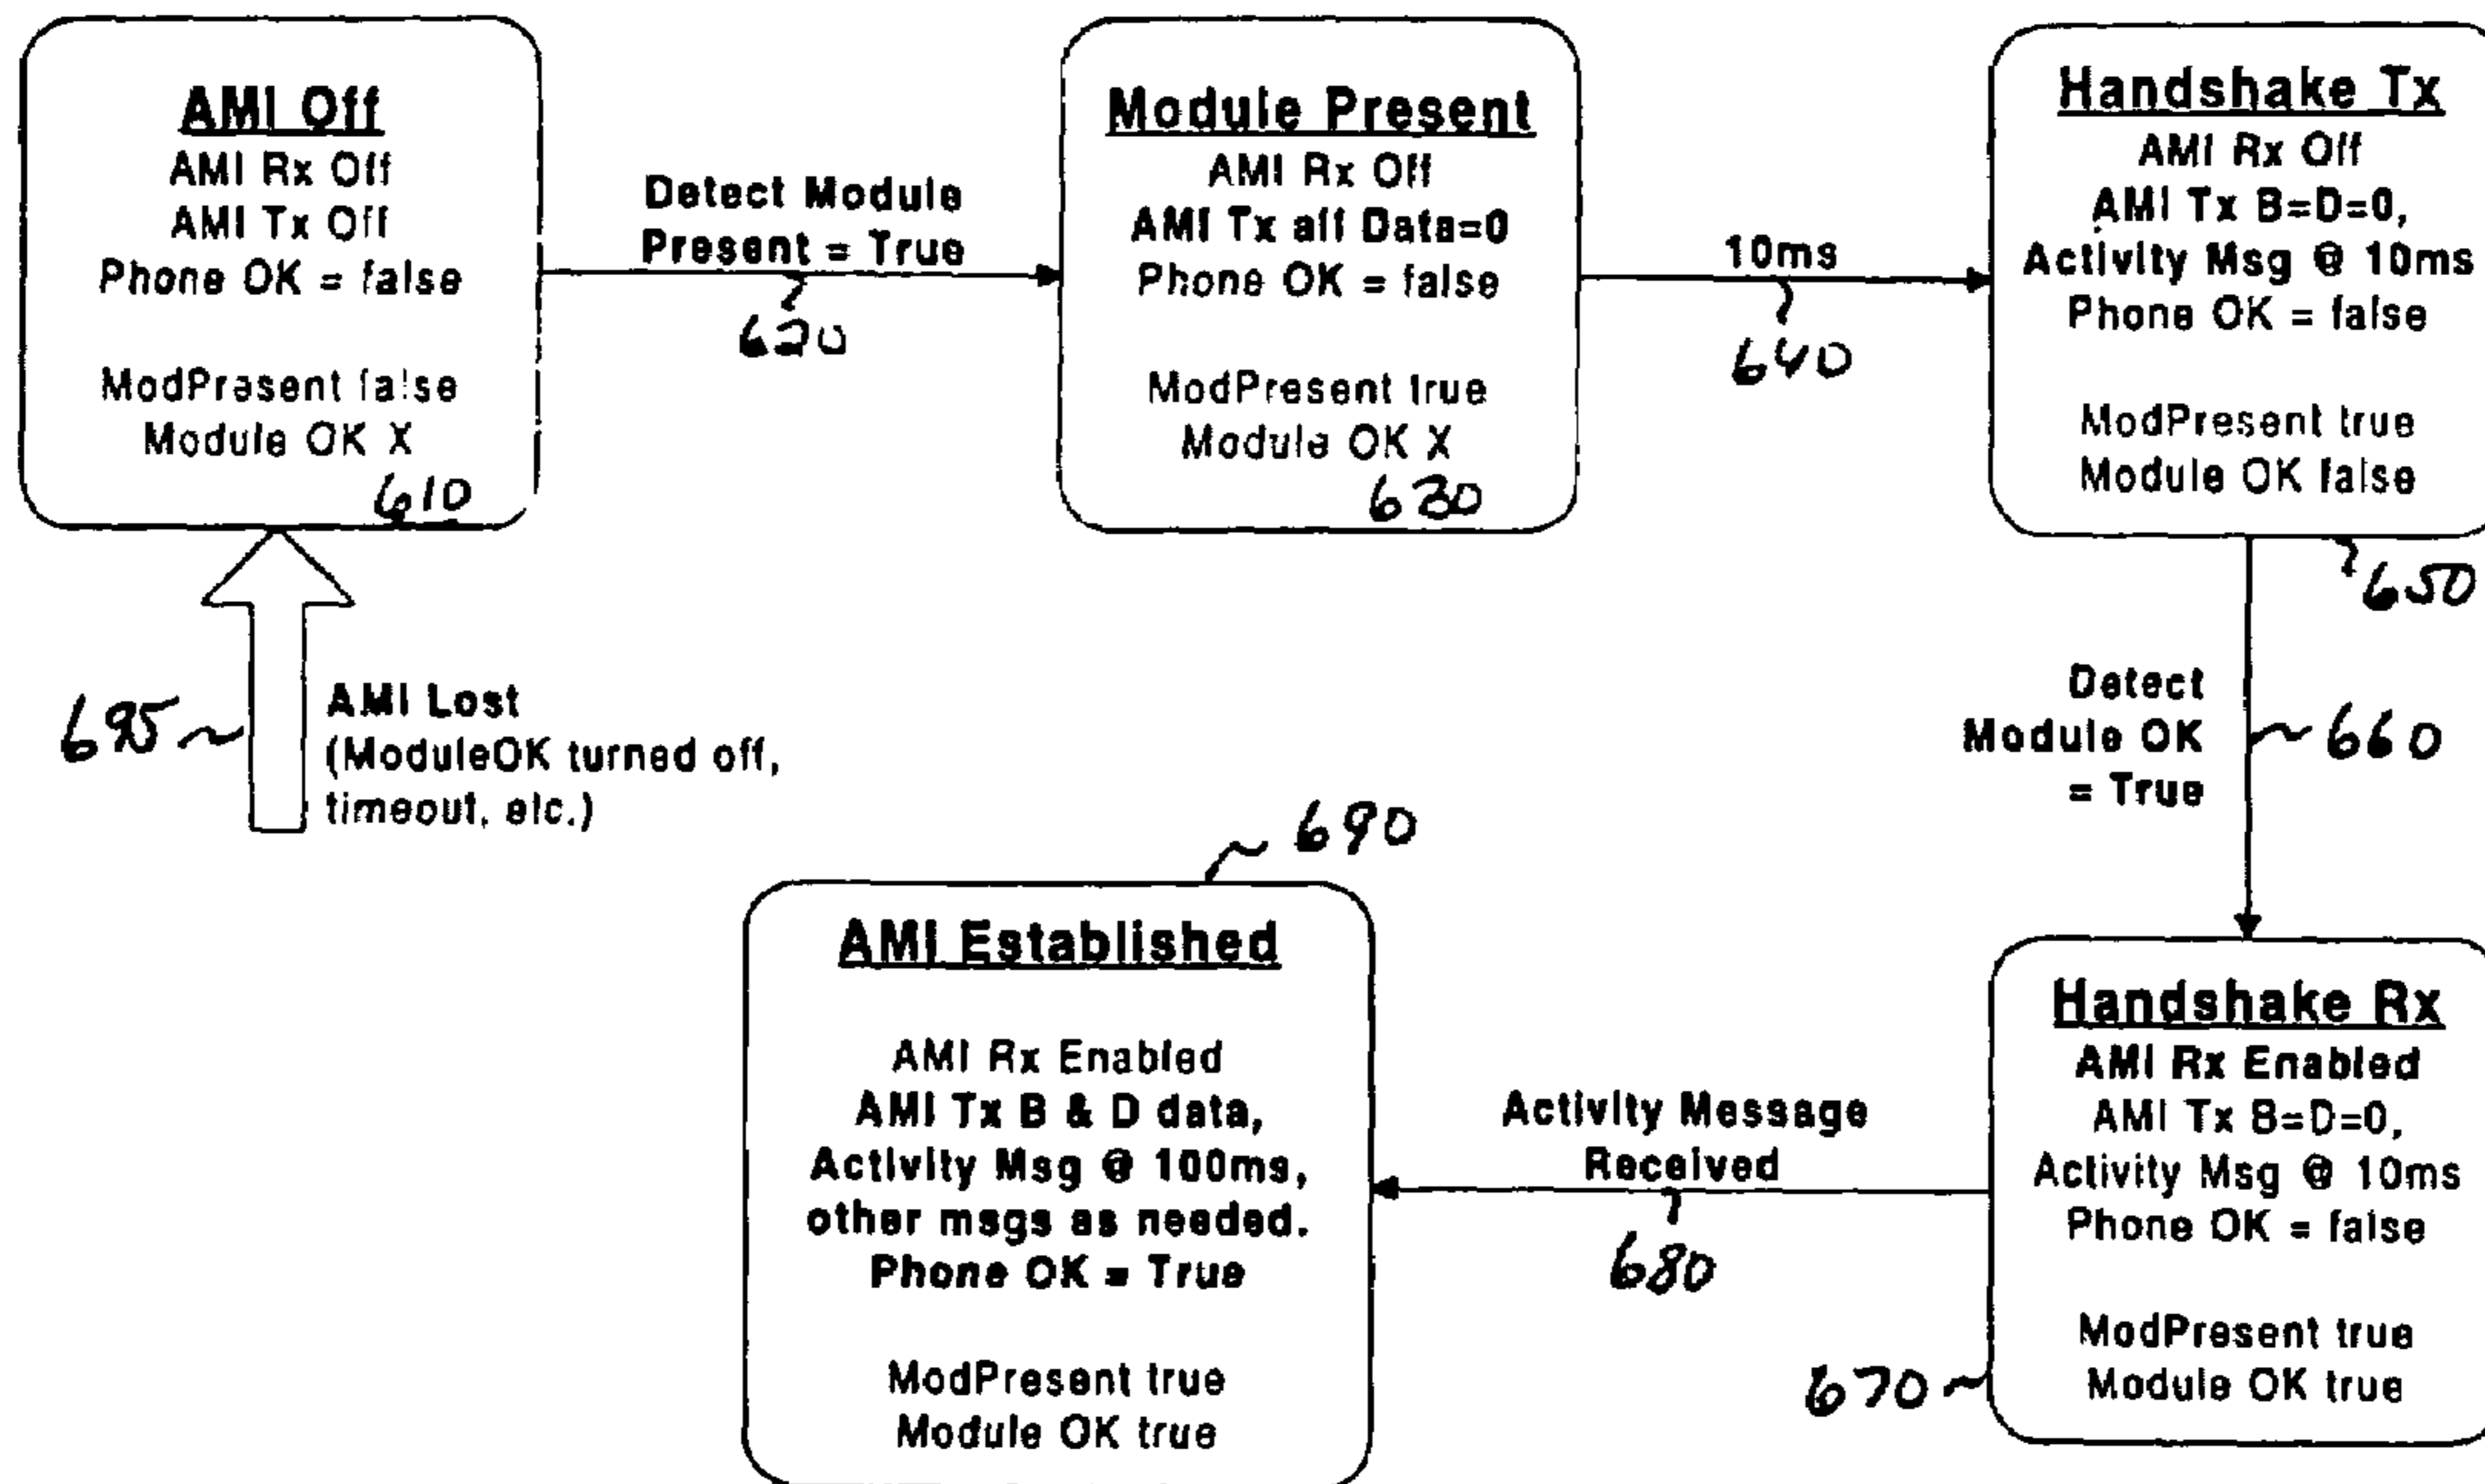 AMI Off
AMI Rx Off
AMI Tx Off
Phone OK = false
ModPresent false
Module OK X
610
Detect Module
Present = True
620
Module Present
AMI Rx Off
AMI Tx all Data=0
Phone OK = false
ModPresent true
Module OK X
630
10ms
640
Handshake Tx
AMI Rx Off
AMI Tx B=D=0,
Activity Msg @ 10ms
Phone OK = false
ModPresent true
Module OK false
650
Detect
Module OK
= True
660
Handshake Rx
AMI Rx Enabled
AMI Tx B=D=0,
Activity Msg @ 10ms
Phone OK = false
ModPresent true
Module OK true
670
Activity Message
Received
680
AMI Established
AMI Rx Enabled
AMI Tx B & D data,
Activity Msg @ 100ms,
other msgs as needed.
Phone OK = True
ModPresent true
Module OK true
690
AMI Lost
(ModuleOK turned off,
timeout, etc.)
695